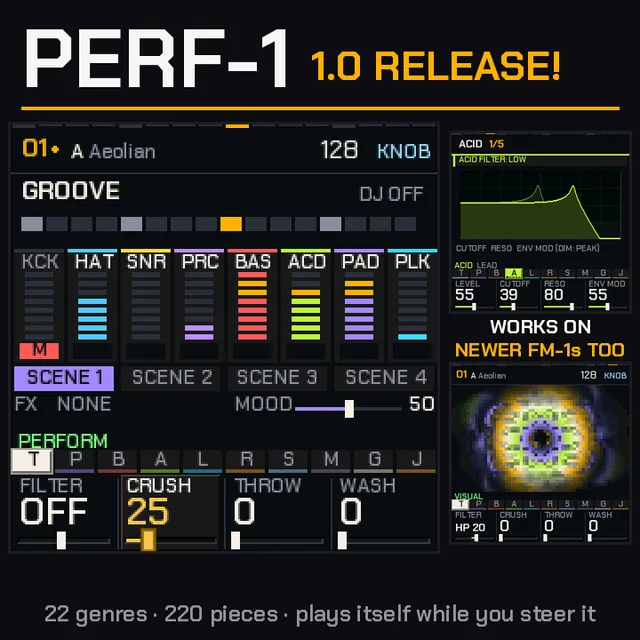 PERF-1 1.0 RELEASE!
01• A Aeolian 128 KNOB
GROOVE DJ OFF
KCK HAT SNR PRC BAS ACD PAD PLK
M
SCENE 1 SCENE 2 SCENE 3 SCENE 4
FX NONE MOOD 50
PERFORM
T P B A L R S M G J
FILTER CRUSH THROW WASH
OFF 25 0 0
ACID 1/5
ACID FILTER: LOW
CUTOFF RESO ENV MOD (DIM: PEAK)
ACID LEAD
T P B A L R S M G J
LEVEL CUTOFF RESO ENV MOD
55 39 80 55
WORKS ON
NEWER FM-1s TOO
01 A Aeolian 128 KNOB
VISUAL
T P B A L R S M G J
FILTER CRUSH THROW WASH
HP 20 0 0 0
22 genres · 220 pieces · plays itself while you steer it